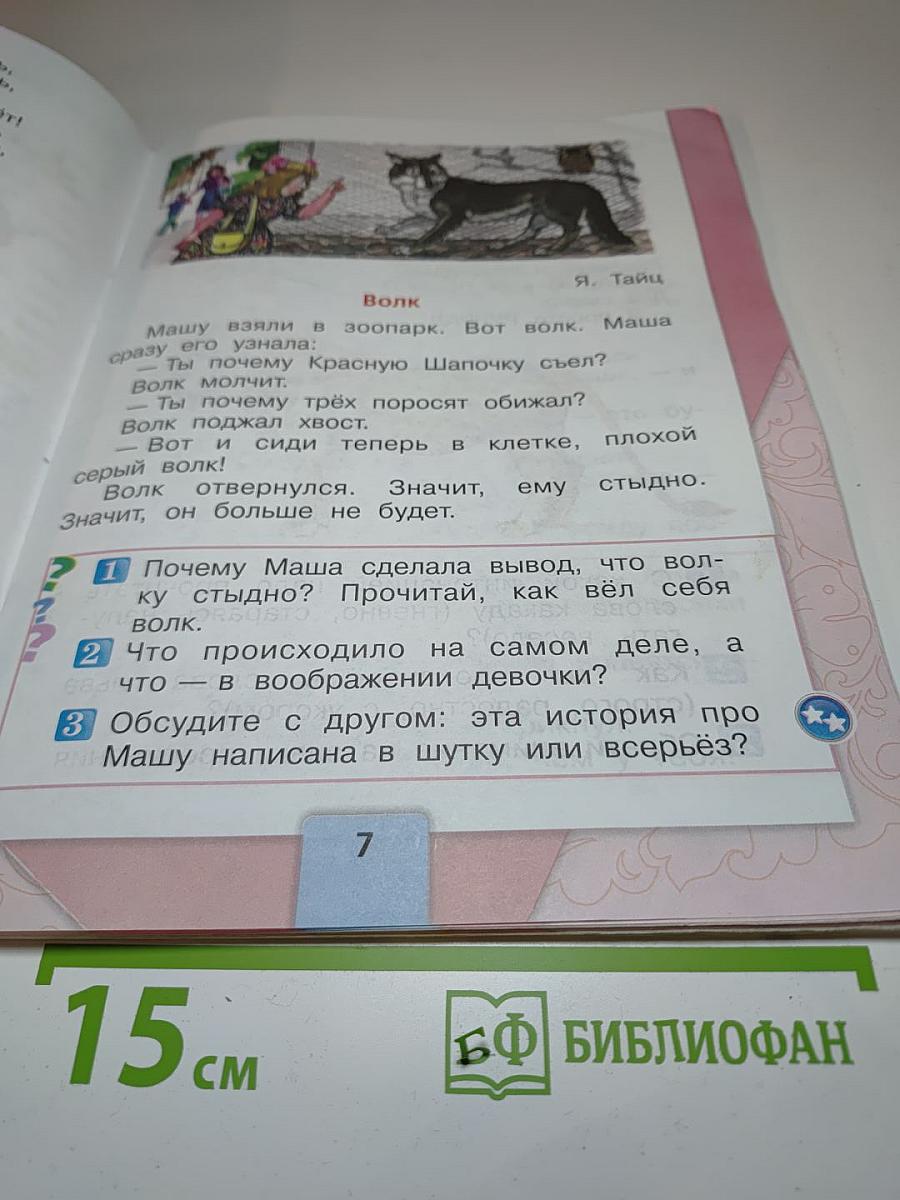 Я. Тайц
Волк
Машу взяли в зоопарк. Вот волк. Маша
сразу его узнала:
— Ты почему Красную Шапочку съел?
Волк молчит.
— Ты почему трёх поросят обижал?
Волк поджал хвост.
— Вот и сиди теперь в клетке, плохой
серый волк!
Волк отвернулся. Значит, ему стыдно.
Значит, он больше не будет.
1 Почему Маша сделала вывод, что вол-
ку стыдно? Прочитай, как вёл себя
волк.
2 Что происходило на самом деле, а
что — в воображении девочки?
3 Обсудите с другом: эта история про
Машу написана в шутку или всерьёз?
7
15 см
БФ БИБЛИОФАН